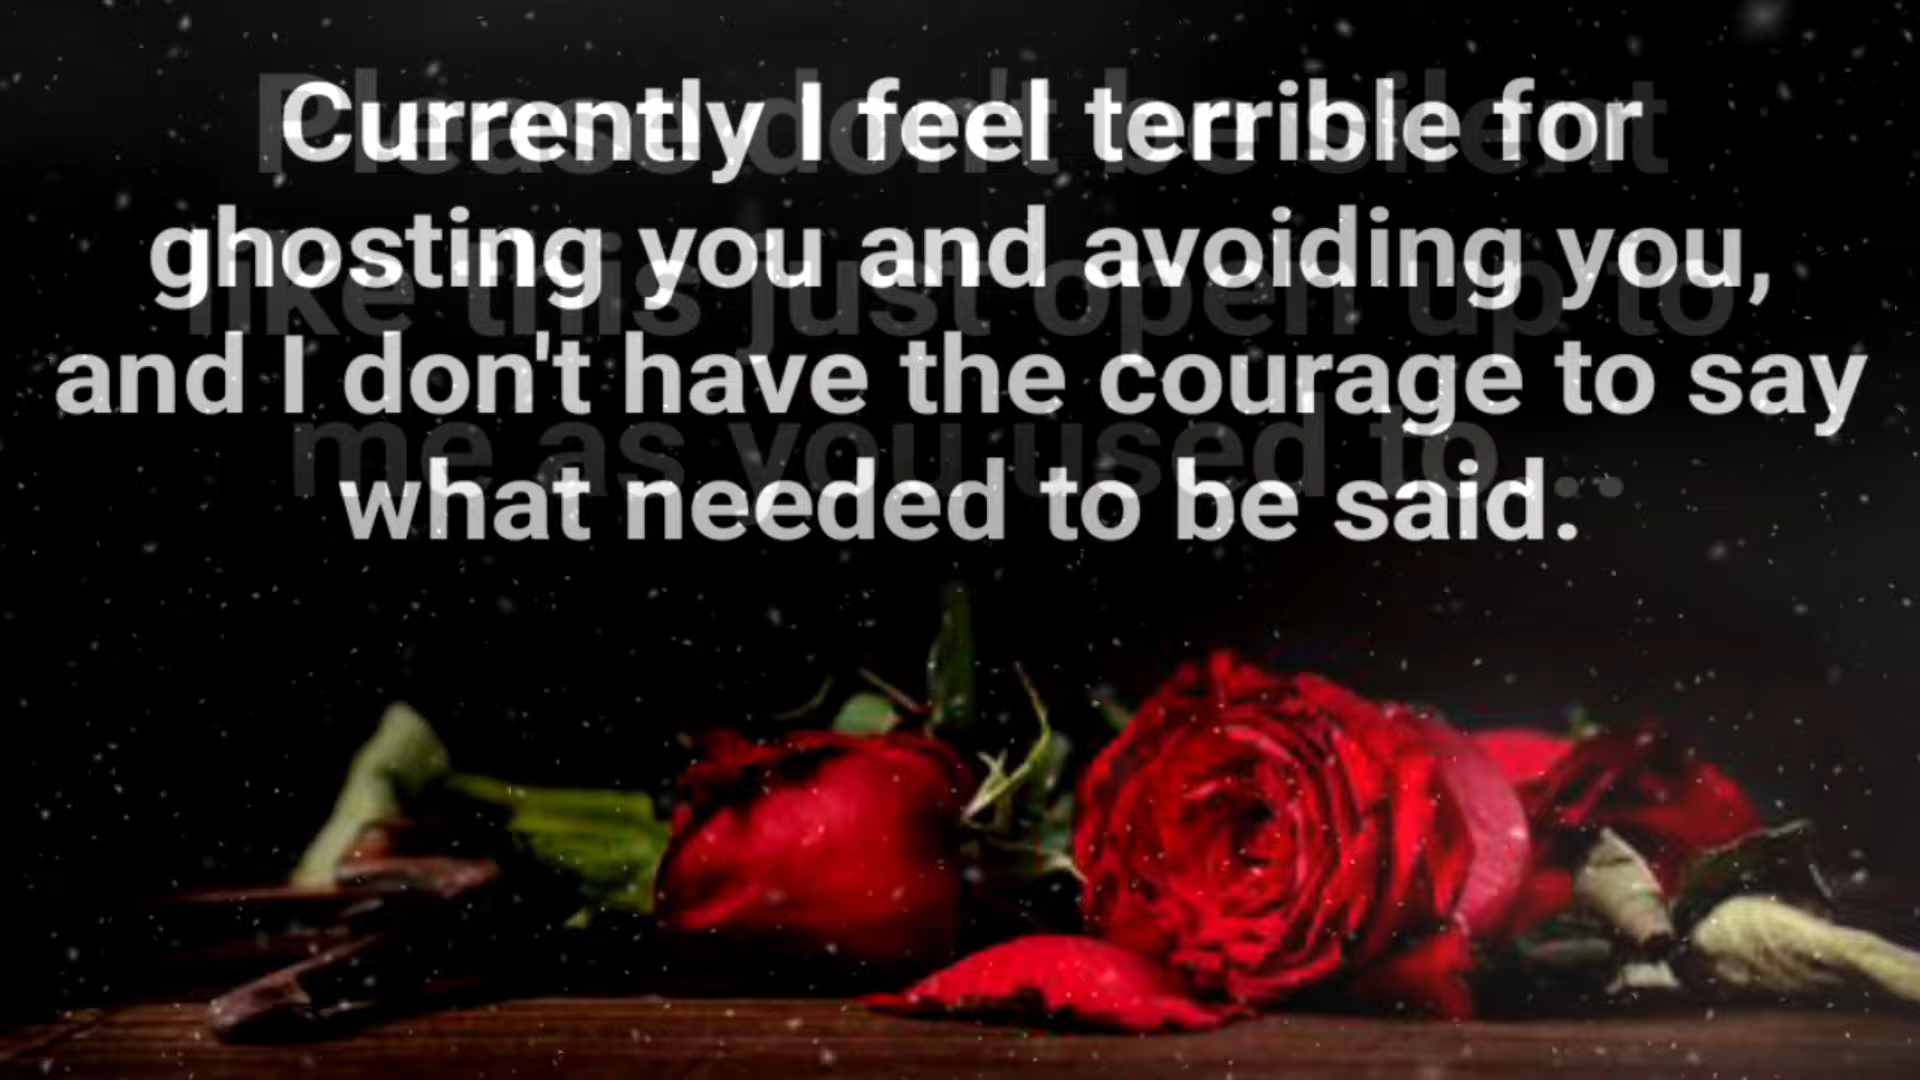 Currently I feel terrible for
ghosting you and avoiding you,
and I don't have the courage to say
what needed to be said.
Please don't be silent
like this just open up to
me as you used to...